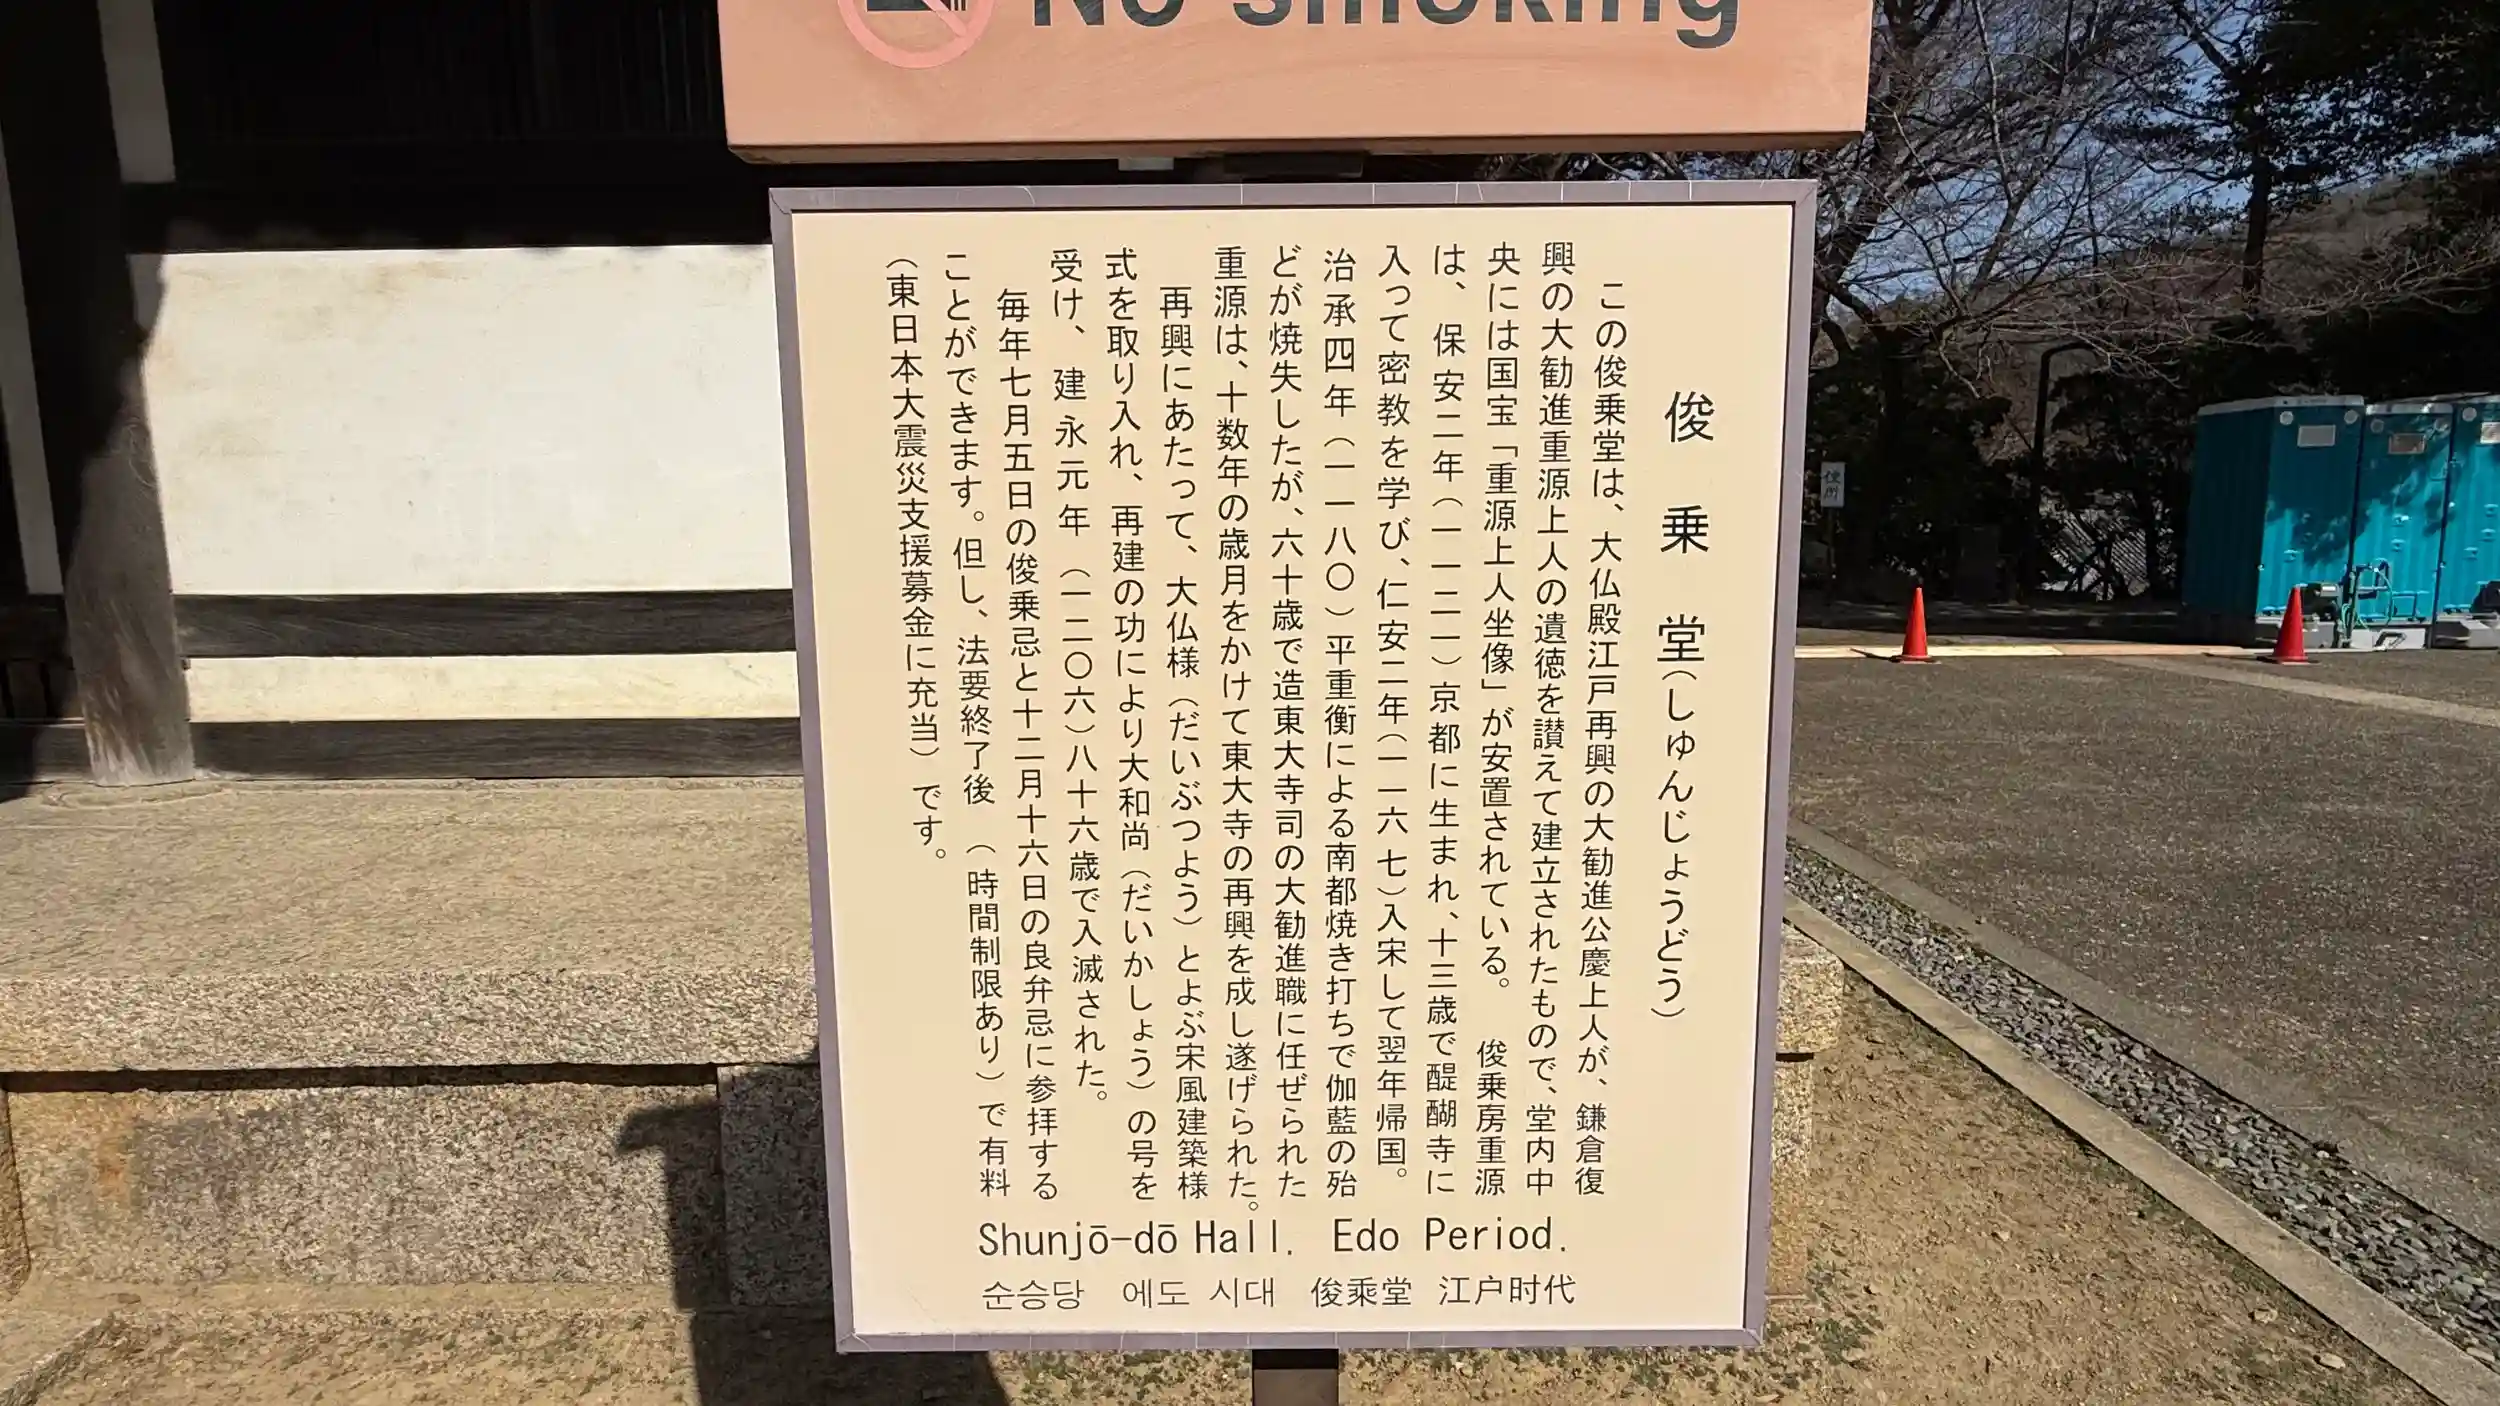 No smoking
俊乗堂(しゅんじょうどう)
この俊乗堂は、大仏殿江戸再興の大勧進公慶上人が、鎌倉復
興の大勧進重源上人の遺徳を讃えて建立されたもので、堂内中
央には国宝「重源上人坐像」が安置されている。 俊乗房重源
は、保安二年(一一二一)京都に生まれ、十三歳で醍醐寺に
入って密教を学び、仁安二年(一一六七)入宋して翌年帰国。
治承四年(一一八〇)平重衡による南都焼き打ちで伽藍の殆
どが焼失したが、六十歳で造東大寺司の大勧進職に任ぜられた
重源は、十数年の歳月をかけて東大寺の再興を成し遂げられた。
再興にあたって、大仏様(だいぶつよう)とよぶ宋風建築様
式を取り入れ、再建の功により大和尚(だいかしょう)の号を
受け、建永元年(一二〇六)八十六歳で入滅された。
毎年七月五日の俊乗忌と十二月十六日の良弁忌に参拝する
ことができます。但し、法要終了後(時間制限あり)で有料
(東日本大震災支援募金に充当)です。
Shunjō-dō Hall. Edo Period.
순승당 에도 시대 俊乘堂 江户时代
便所